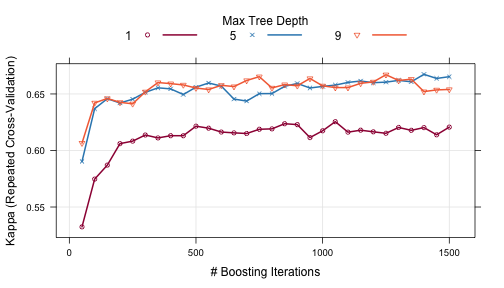 Max Tree Depth
1 5 9
Kappa (Repeated Cross-Validation)
0.65
0.60
0.55
0 500 1000 1500
# Boosting Iterations